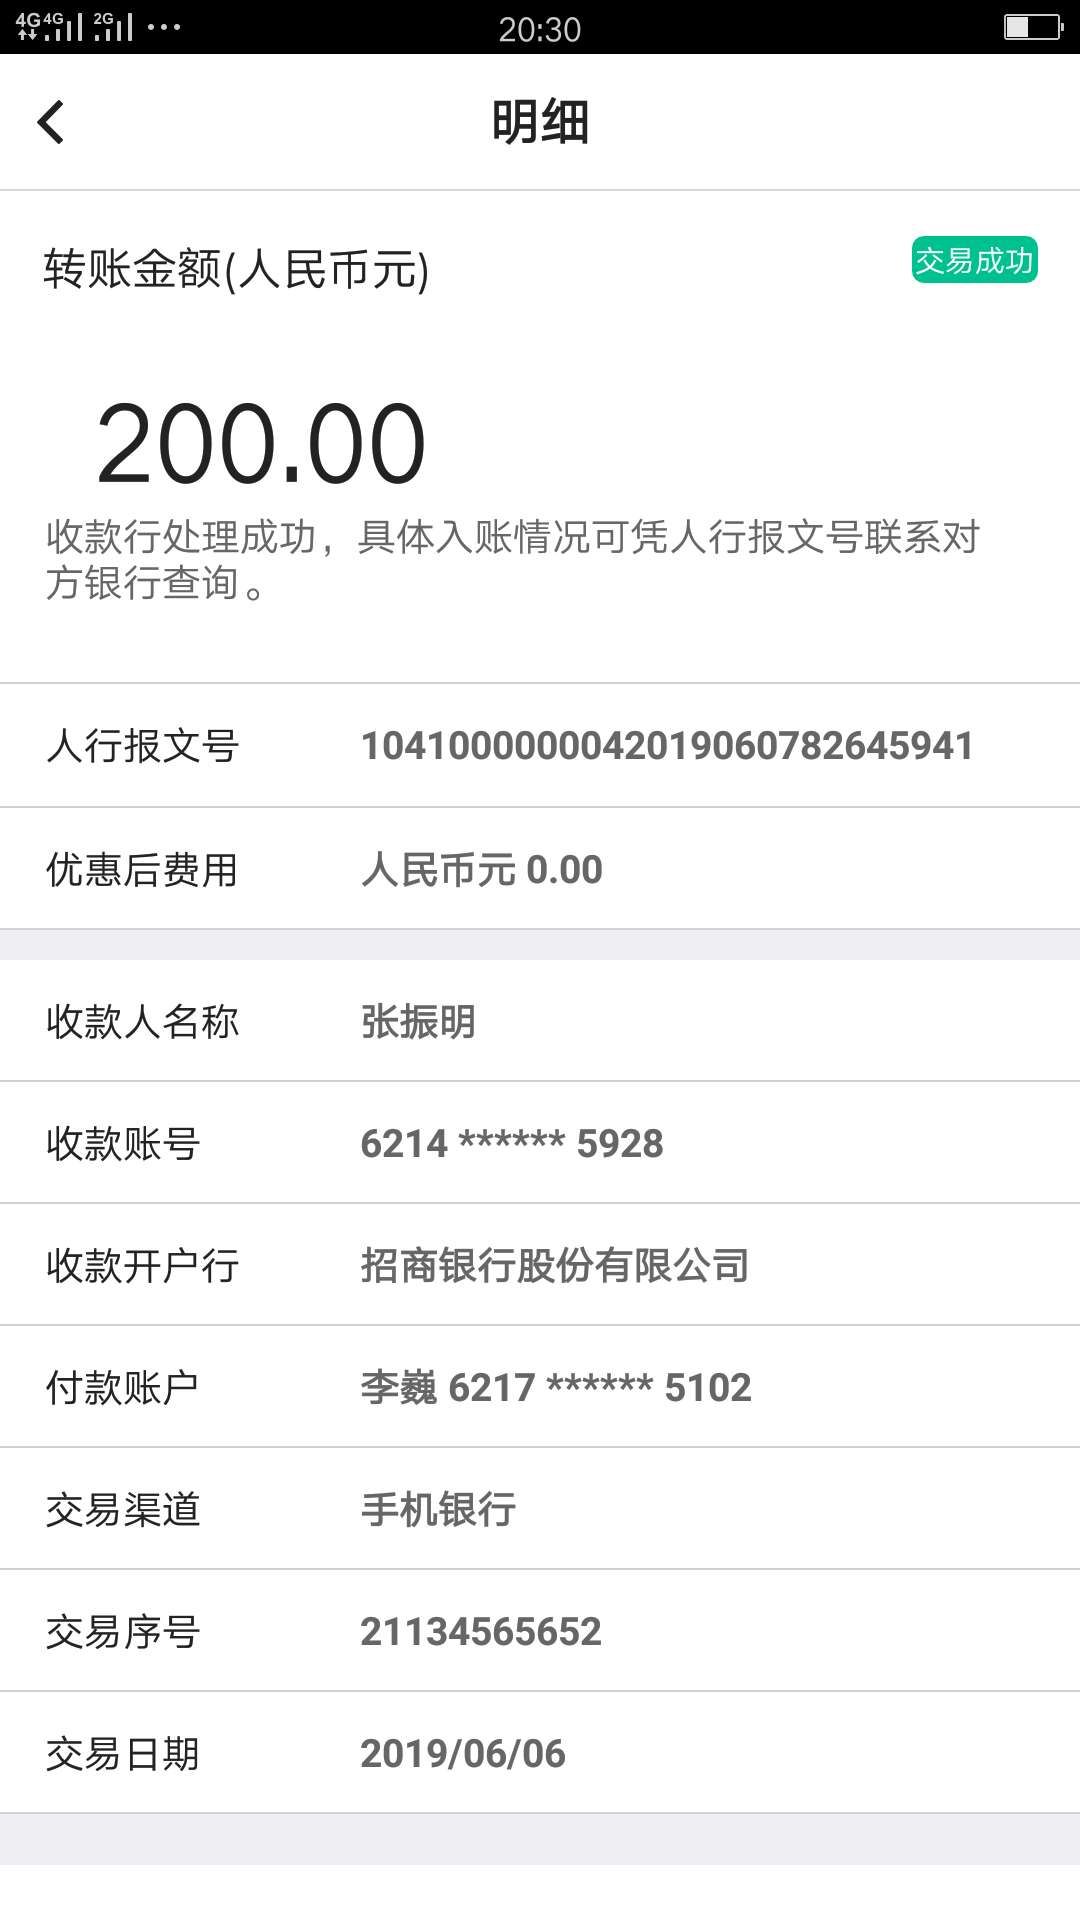 4G 4G 2G 20:30
明细
转账金额(人民币元) 交易成功
200.00
收款行处理成功，具体入账情况可凭人行报文号联系对
方银行查询。
人行报文号 1041000000042019060782645941
优惠后费用 人民币元 0.00
收款人名称 张振明
收款账号 6214 ****** 5928
收款开户行 招商银行股份有限公司
付款账户 李巍 6217 ****** 5102
交易渠道 手机银行
交易序号 21134565652
交易日期 2019/06/06